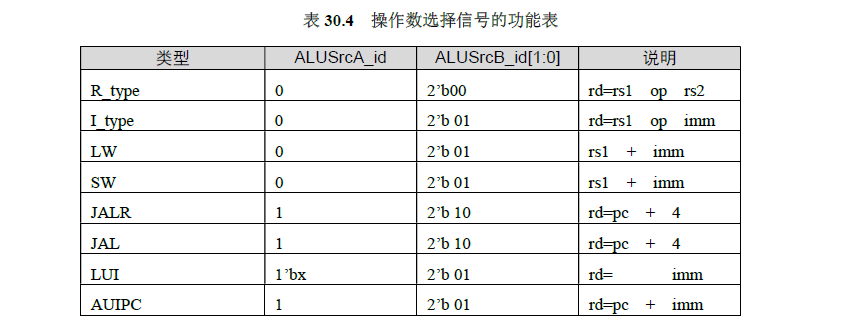 表 30.4 操作数选择信号的功能表
类型 ALUSrcA_id ALUSrcB_id[1:0] 说明
R_type 0 2’b00 rd=rs1 op rs2
I_type 0 2’b 01 rd=rs1 op imm
LW 0 2’b 01 rs1 + imm
SW 0 2’b 01 rs1 + imm
JALR 1 2’b 10 rd=pc + 4
JAL 1 2’b 10 rd=pc + 4
LUI 1’bx 2’b 01 rd= imm
AUIPC 1 2’b 01 rd=pc + imm